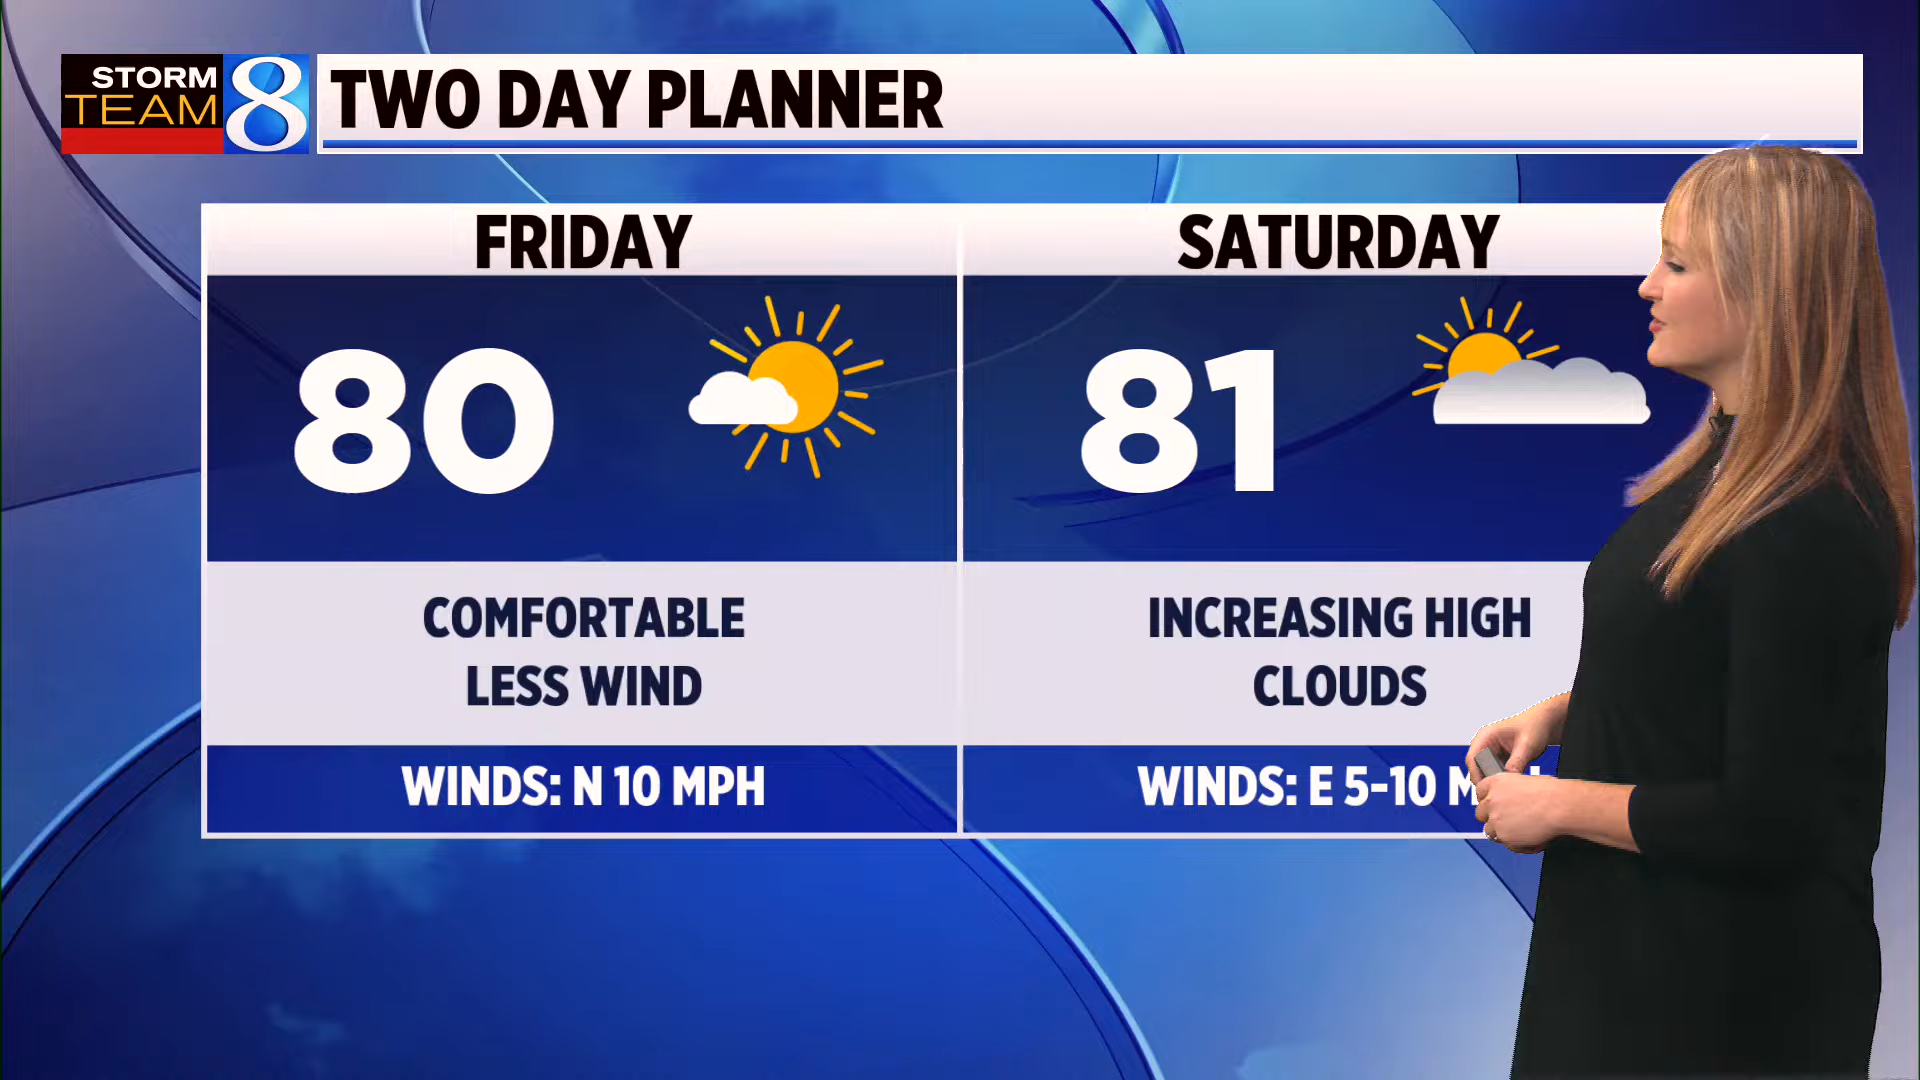 STORM
TEAM
8
TWO DAY PLANNER
FRIDAY
SATURDAY
80
81
COMFORTABLE
LESS WIND
INCREASING HIGH
CLOUDS
WINDS: N 10 MPH
WINDS: E 5-10